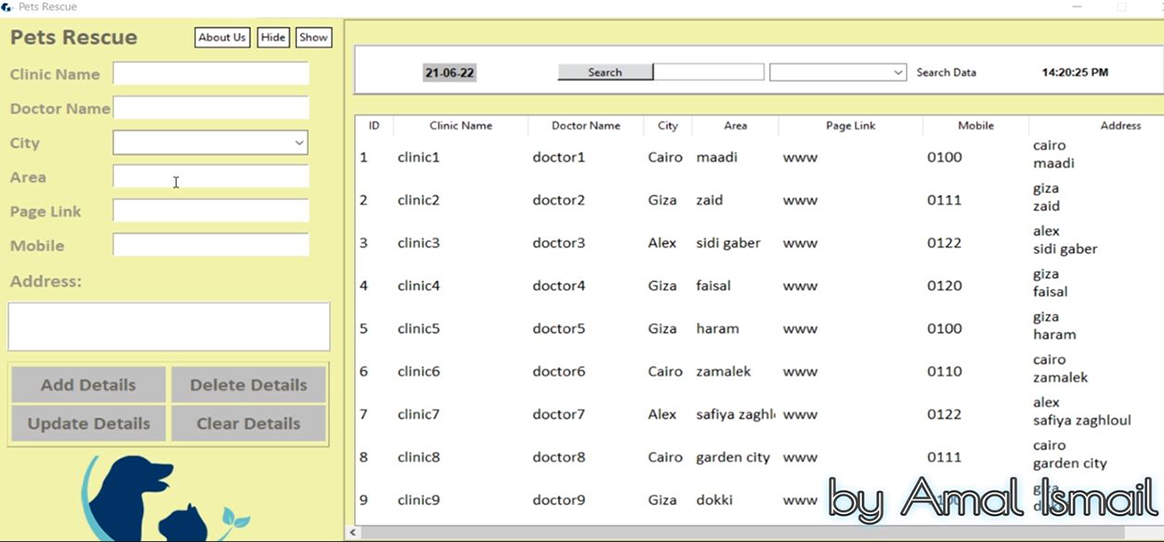 Pets Rescue
Pets Rescue About Us Hide Show
Clinic Name
Doctor Name
City
Area
Page Link
Mobile
Address:
Add Details Delete Details
Update Details Clear Details
21-06-22 Search Search Data 14:20:25 PM
ID Clinic Name Doctor Name City Area Page Link Mobile Address
1 clinic1 doctor1 Cairo maadi www 0100 cairo
maadi
2 clinic2 doctor2 Giza zaid www 0111 giza
zaid
3 clinic3 doctor3 Alex sidi gaber www 0122 alex
sidi gaber
4 clinic4 doctor4 Giza faisal www 0120 giza
faisal
5 clinic5 doctor5 Giza haram www 0100 giza
haram
6 clinic6 doctor6 Cairo zamalek www 0110 cairo
zamalek
7 clinic7 doctor7 Alex safiya zaghl www 0122 alex
safiya zaghloul
8 clinic8 doctor8 Cairo garden city www 0111 cairo
garden city
9 clinic9 doctor9 Giza dokki www
by Amal Ismail